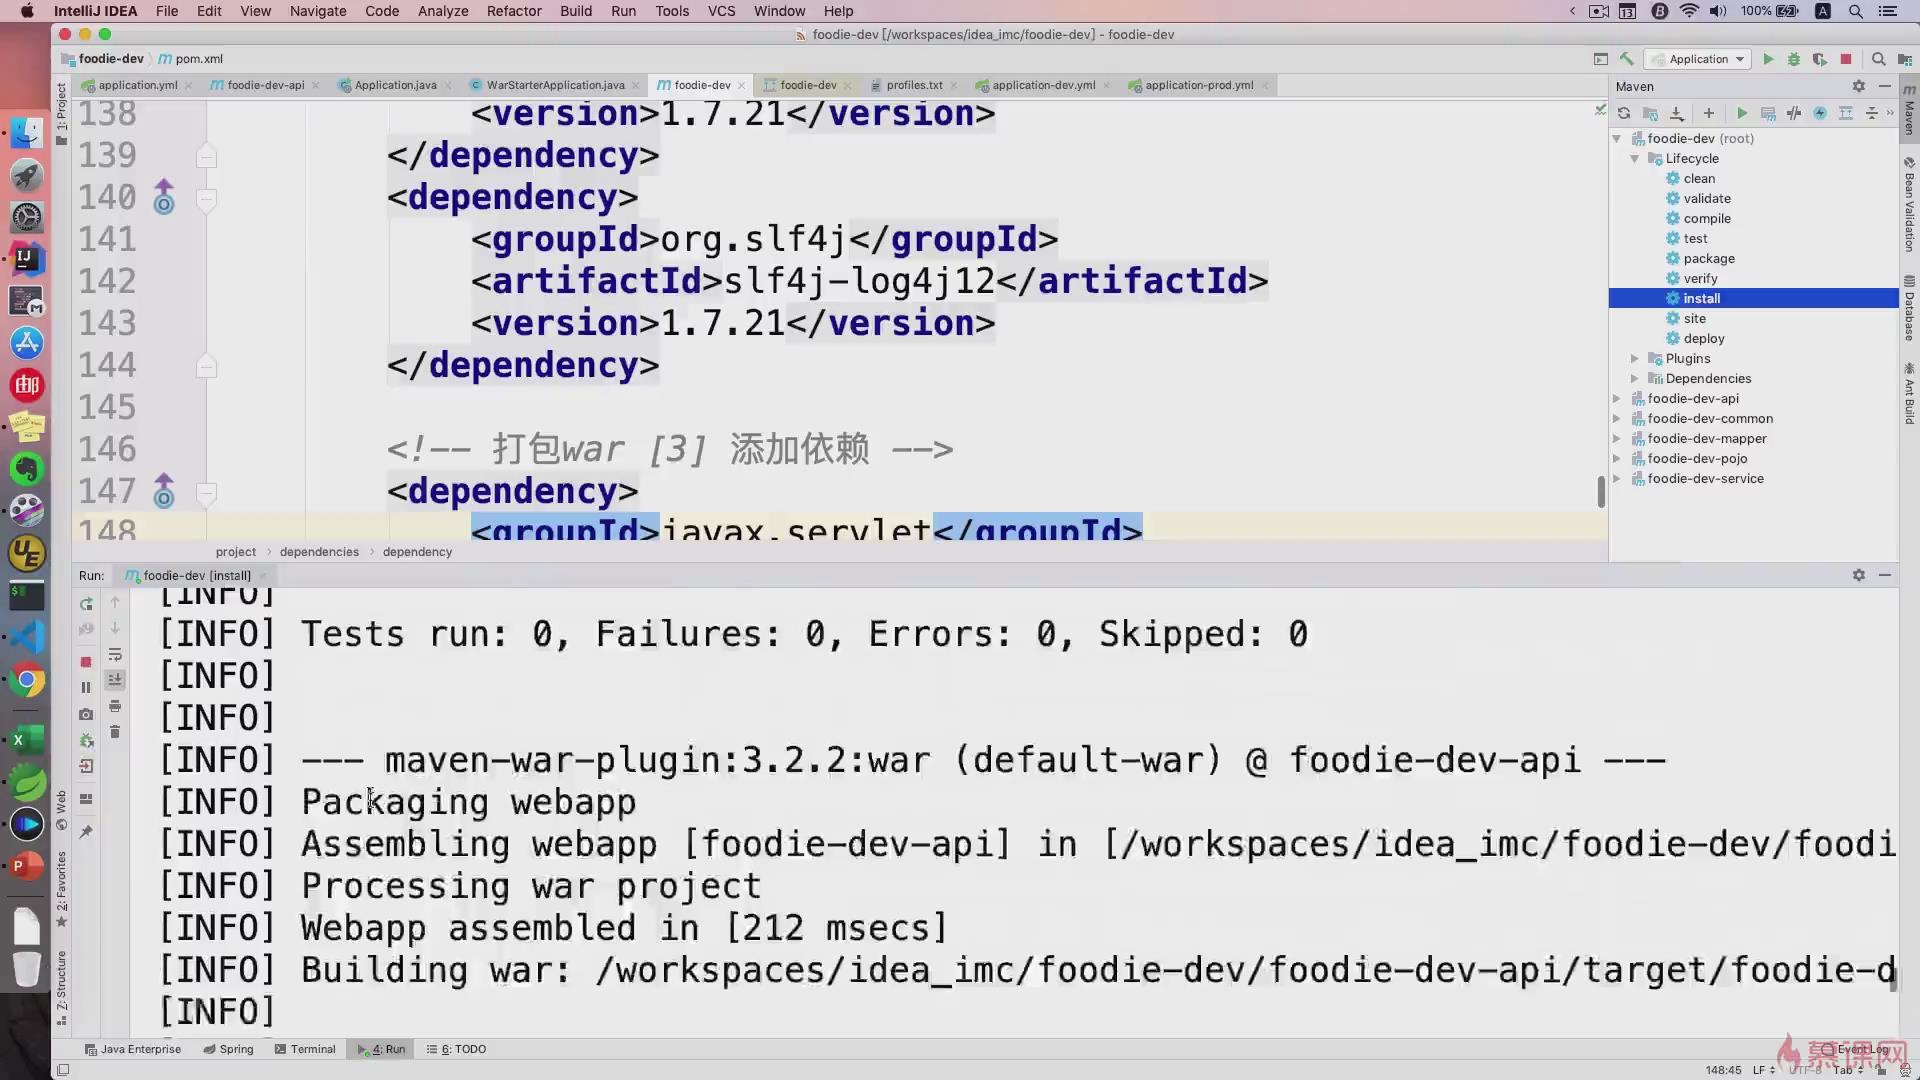 IntelliJ IDEA File Edit View Navigate Code Analyze Refactor Build Run Tools VCS Window Help 13 100% A
foodie-dev [/workspaces/idea_imc/foodie-dev] - foodie-dev
foodie-dev pom.xml Application
application.yml foodie-dev-api Application.java WarStarterApplication.java foodie-dev foodie-dev profiles.txt application-dev.yml application-prod.yml
138 <version>1.7.21</version>
139 </dependency>
140 <dependency>
141 <groupId>org.slf4j</groupId>
142 <artifactId>slf4j-log4j12</artifactId>
143 <version>1.7.21</version>
144 </dependency>
145
146 <!-- 打包war [3] 添加依赖 -->
147 <dependency>
148 <groupId>javax.servlet</groupId>
project dependencies dependency
Maven
foodie-dev (root)
Lifecycle
clean
validate
compile
test
package
verify
install
site
deploy
Plugins
Dependencies
foodie-dev-api
foodie-dev-common
foodie-dev-mapper
foodie-dev-pojo
foodie-dev-service
Maven
Bean Validation
Database
Ant Build
1: Project
Web
2: Favorites
Z: Structure
Run: foodie-dev [install]
[INFO]
[INFO] Tests run: 0, Failures: 0, Errors: 0, Skipped: 0
[INFO]
[INFO]
[INFO] --- maven-war-plugin:3.2.2:war (default-war) @ foodie-dev-api ---
[INFO] Packaging webapp
[INFO] Assembling webapp [foodie-dev-api] in [/workspaces/idea_imc/foodie-dev/foodi
[INFO] Processing war project
[INFO] Webapp assembled in [212 msecs]
[INFO] Building war: /workspaces/idea_imc/foodie-dev/foodie-dev-api/target/foodie-d
[INFO]
Java Enterprise Spring Terminal 4: Run 6: TODO Event Log
慕课网
148:45 LF UTF-8 Tab